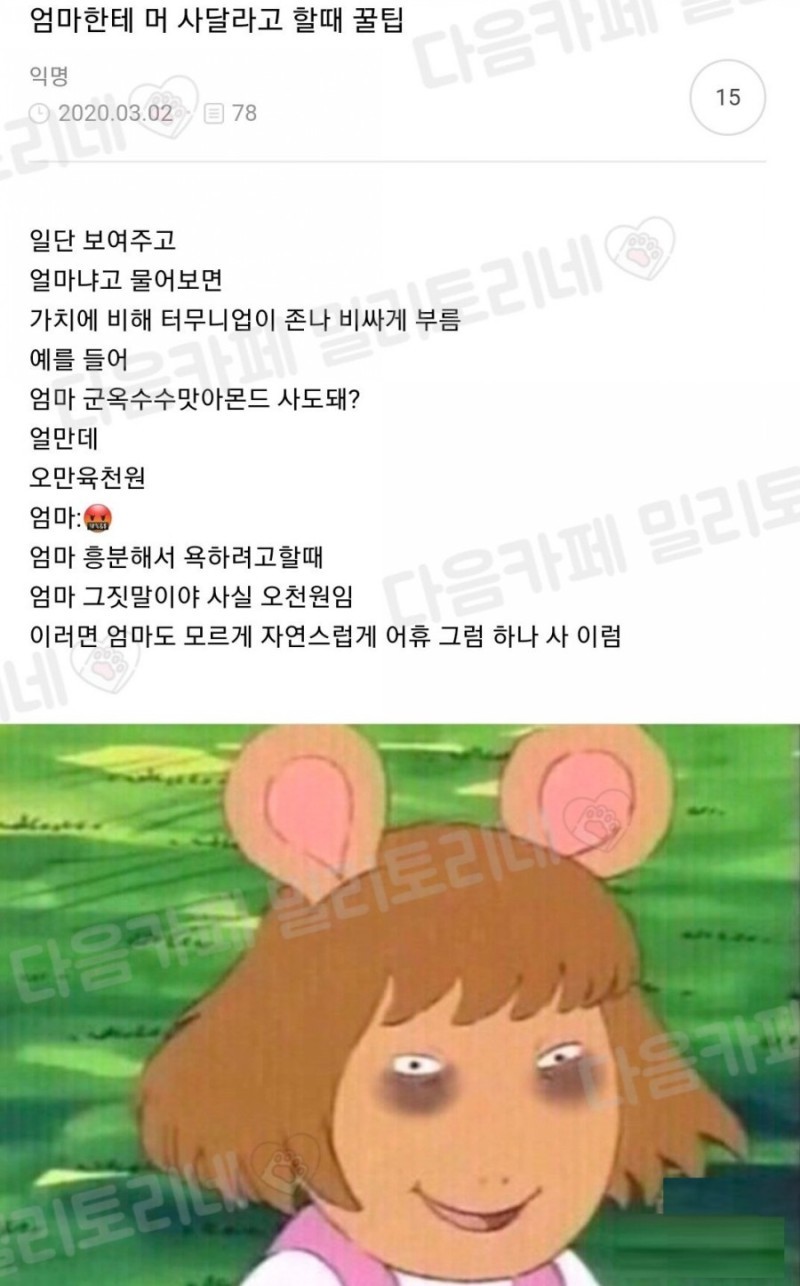 엄마한테 머 사달라고 할때 꿀팁
익명
2020.03.02 · 78
15
일단 보여주고
얼마냐고 물어보면
가치에 비해 터무니업이 존나 비싸게 부름
예를 들어
엄마 군옥수수맛아몬드 사도돼?
얼만데
오만육천원
엄마:🤬
엄마 흥분해서 욕하려고할때
엄마 그짓말이야 사실 오천원임
이러면 엄마도 모르게 자연스럽게 어휴 그럼 하나 사 이럼
다음카페 밀리토리네